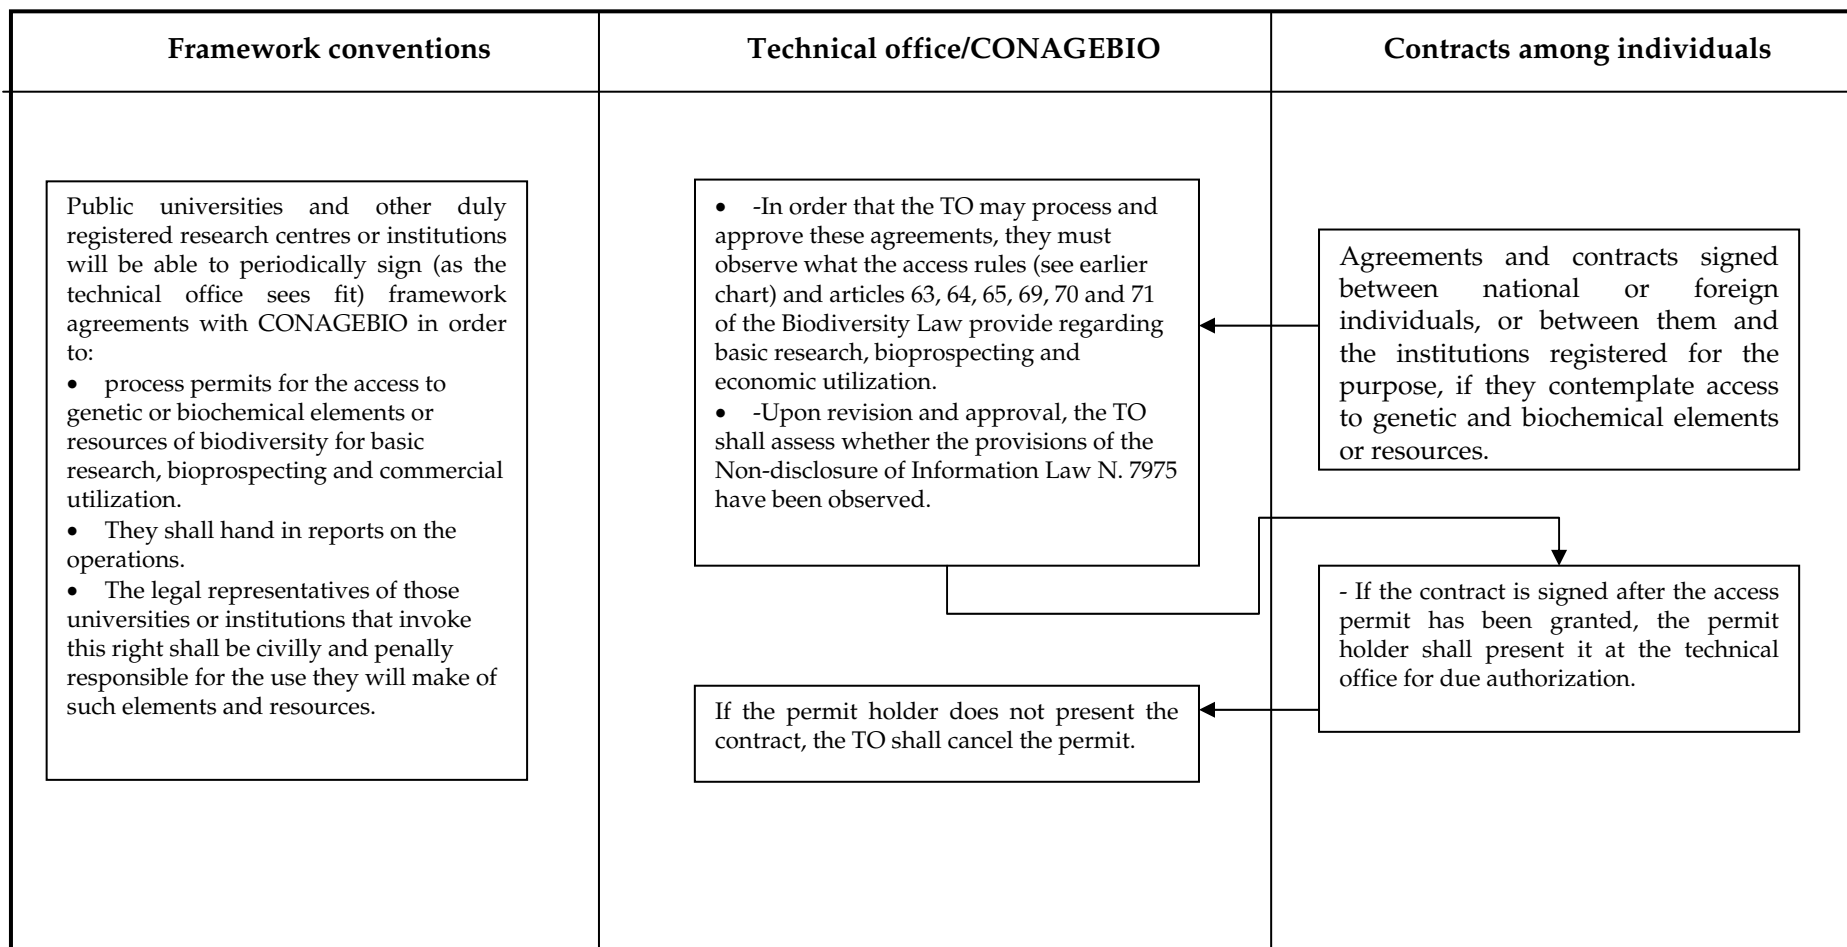 Framework conventions
Technical office/CONAGEBIO
Contracts among individuals
Public universities and other duly
registered research centres or institutions
will be able to periodically sign (as the
technical office sees fit) framework
agreements with CONAGEBIO in order
to:
• process permits for the access to
genetic or biochemical elements or
resources of biodiversity for basic
research, bioprospecting and commercial
utilization.
• They shall hand in reports on the
operations.
• The legal representatives of those
universities or institutions that invoke
this right shall be civilly and penally
responsible for the use they will make of
such elements and resources.
• -In order that the TO may process and
approve these agreements, they must
observe what the access rules (see earlier
chart) and articles 63, 64, 65, 69, 70 and 71
of the Biodiversity Law provide regarding
basic research, bioprospecting and
economic utilization.
• -Upon revision and approval, the TO
shall assess whether the provisions of the
Non-disclosure of Information Law N. 7975
have been observed.
Agreements and contracts signed
between national or foreign
individuals, or between them and
the institutions registered for the
purpose, if they contemplate access
to genetic and biochemical elements
or resources.
- If the contract is signed after the access
permit has been granted, the permit
holder shall present it at the technical
office for due authorization.
If the permit holder does not present the
contract, the TO shall cancel the permit.